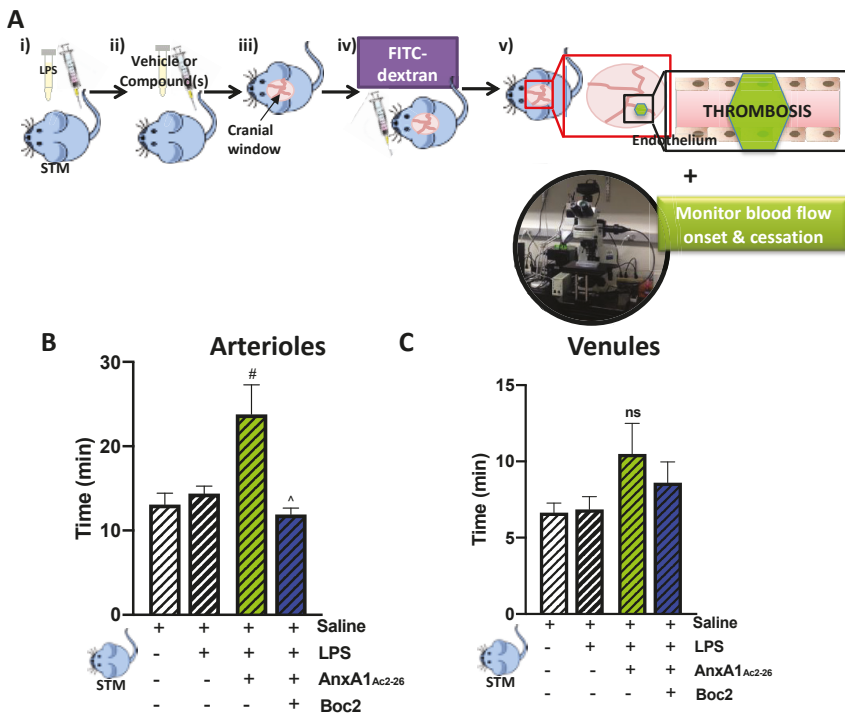 A
i)
ii)
iii)
iv)
v)
LPS
Vehicle or
Compound(s)
FITC-
dextran
Cranial
window
STM
THROMBOSIS
Endothelium
+
Monitor blood flow
onset & cessation
B
Arterioles
Time (min)
30
20
10
0
#
^
+ + + + Saline
- + + + LPS
- - + + AnxA1Ac2-26
- - - + Boc2
STM
C
Venules
Time (min)
15
10
5
0
ns
+ + + + Saline
- + + + LPS
- - + + AnxA1Ac2-26
- - - + Boc2
STM